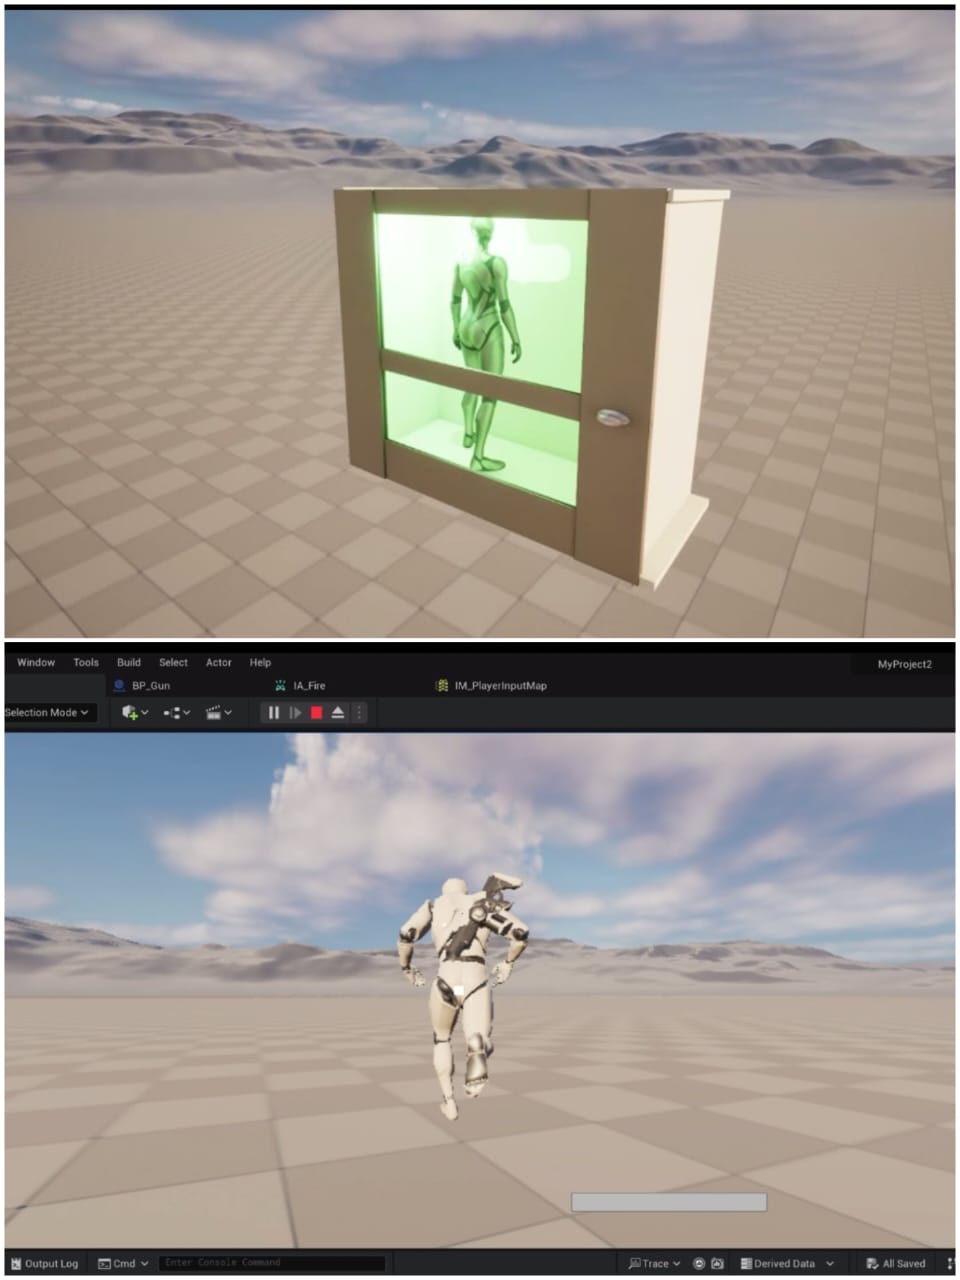 Window Tools Build Select Actor Help
MyProject2
BP_Gun IA_Fire IM_PlayerInputMap
Selection Mode
Output Log Cmd Enter Console Command Trace Derived Data All Saved